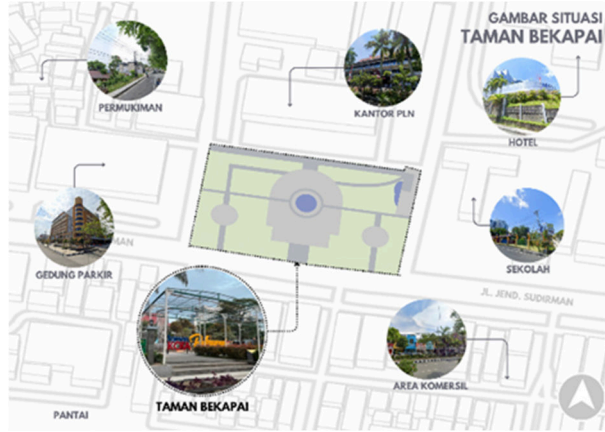 GAMBAR SITUASI
TAMAN BEKAPAI
PERMUKIMAN
KANTOR PLN
HOTEL
GEDUNG PARKIR
SEKOLAH
JL. JEND. SUDIRMAN
AREA KOMERSIL
TAMAN BEKAPAI
PANTAI